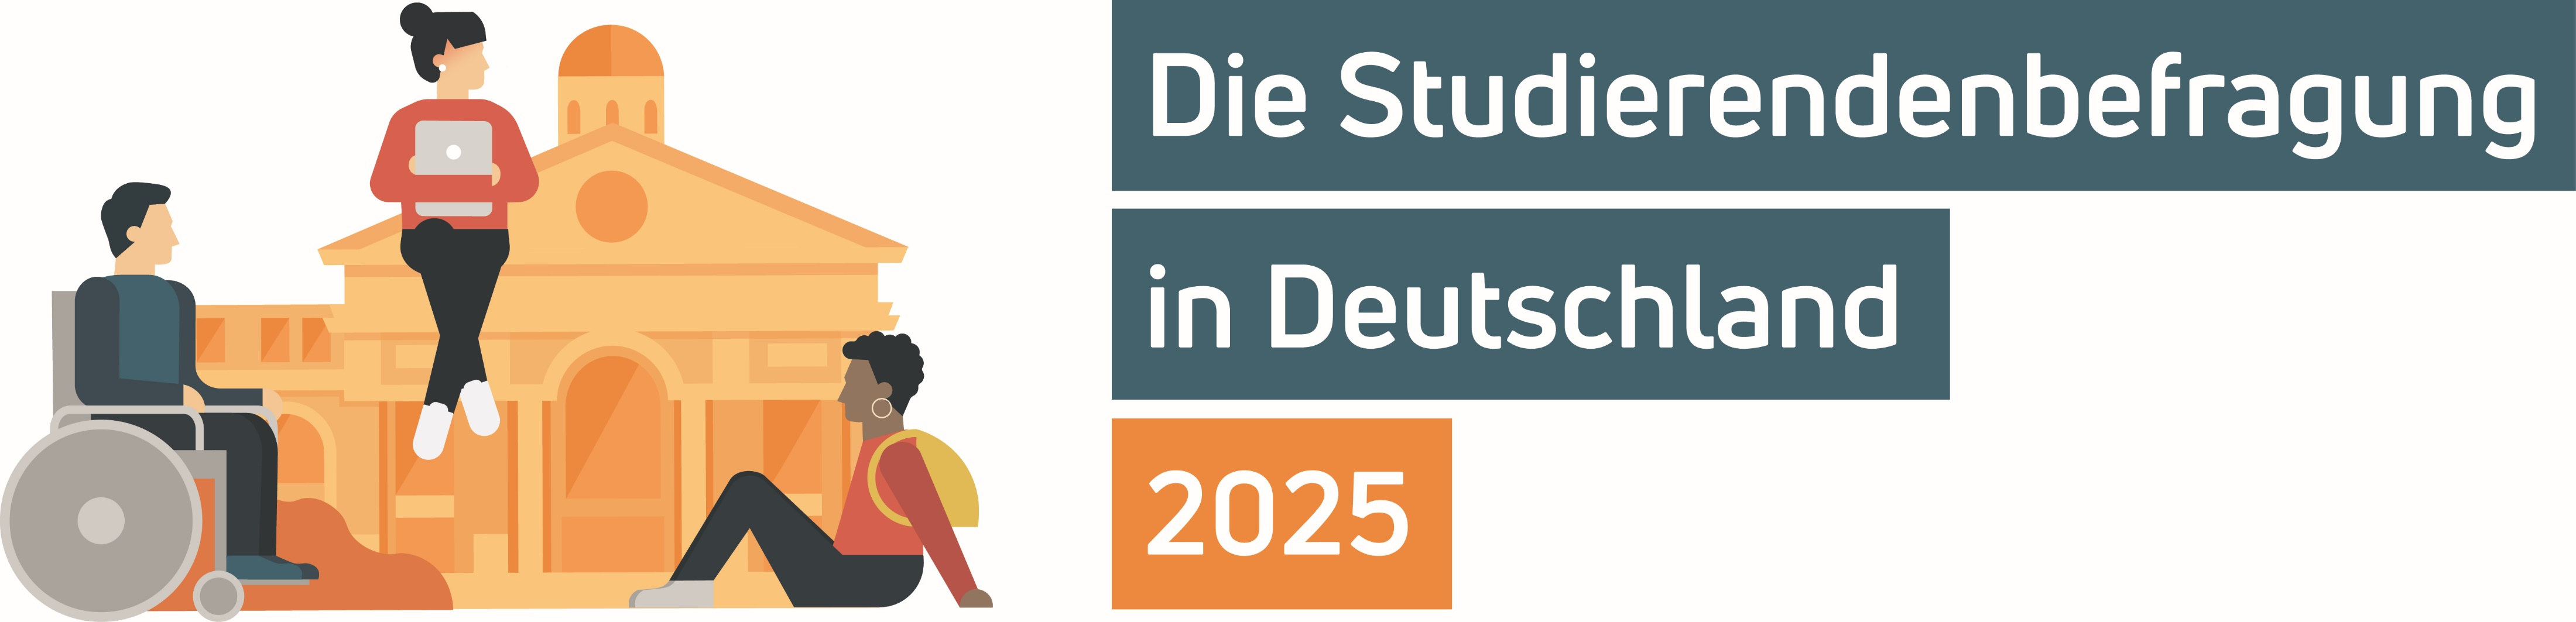 Die Studierendenbefragung
in Deutschland
2025